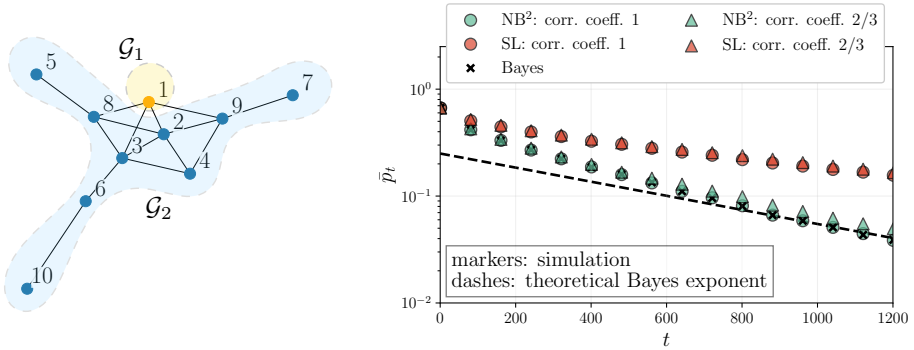 𝒢₁
5
1
7
8
9
2
3
4
6
𝒢₂
10
NB²: corr. coeff. 1
NB²: corr. coeff. 2/3
SL: corr. coeff. 1
SL: corr. coeff. 2/3
Bayes
10⁰
10⁻¹
10⁻²
p̄ₜ
markers: simulation
dashes: theoretical Bayes exponent
0 200 400 600 800 1000 1200
t